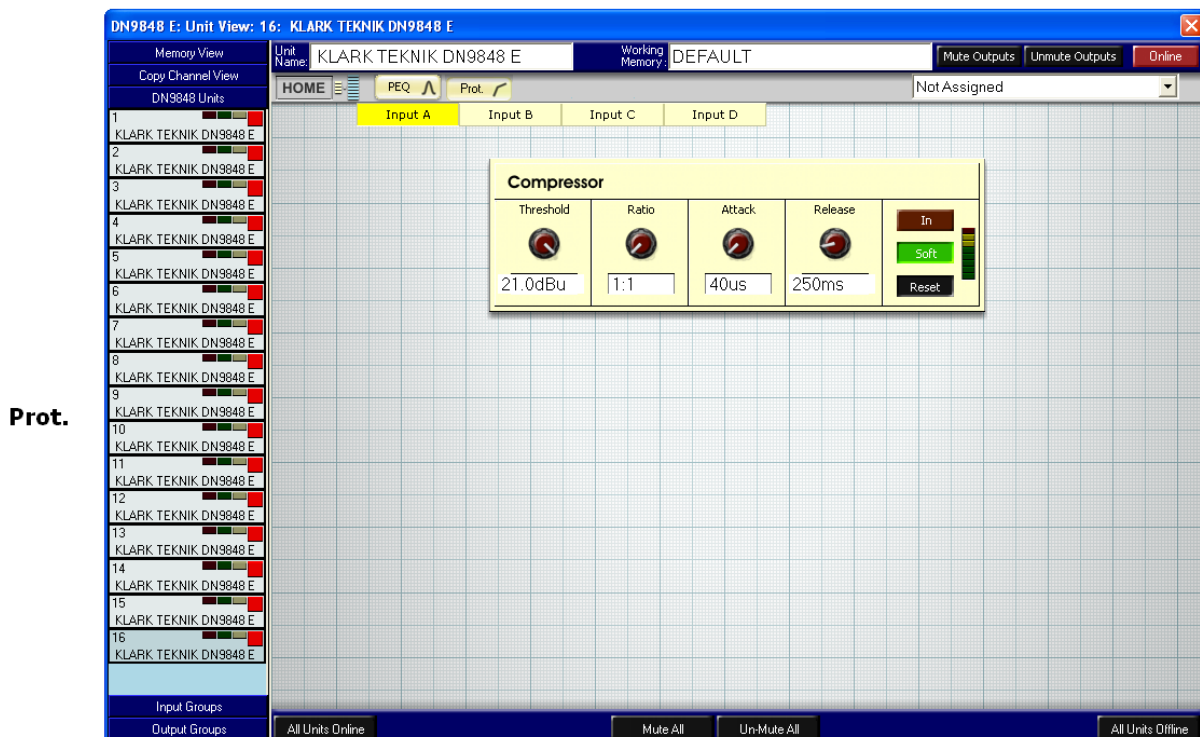 DN9848 E: Unit View: 16: KLARK TEKNIK DN9848 E
Memory View
Copy Channel View
DN9848 Units
Unit Name: KLARK TEKNIK DN9848 E
Working Memory: DEFAULT
Mute Outputs
Unmute Outputs
Online
HOME
PEQ
Prot.
Not Assigned
Input A
Input B
Input C
Input D
1
KLARK TEKNIK DN9848 E
2
KLARK TEKNIK DN9848 E
3
KLARK TEKNIK DN9848 E
4
KLARK TEKNIK DN9848 E
5
KLARK TEKNIK DN9848 E
6
KLARK TEKNIK DN9848 E
7
KLARK TEKNIK DN9848 E
8
KLARK TEKNIK DN9848 E
9
KLARK TEKNIK DN9848 E
10
KLARK TEKNIK DN9848 E
11
KLARK TEKNIK DN9848 E
12
KLARK TEKNIK DN9848 E
13
KLARK TEKNIK DN9848 E
14
KLARK TEKNIK DN9848 E
15
KLARK TEKNIK DN9848 E
16
KLARK TEKNIK DN9848 E
Compressor
Threshold
Ratio
Attack
Release
21.0dBu
1:1
40us
250ms
In
Soft
Reset
Prot.
Input Groups
Output Groups
All Units Online
Mute All
Un-Mute All
All Units Offline